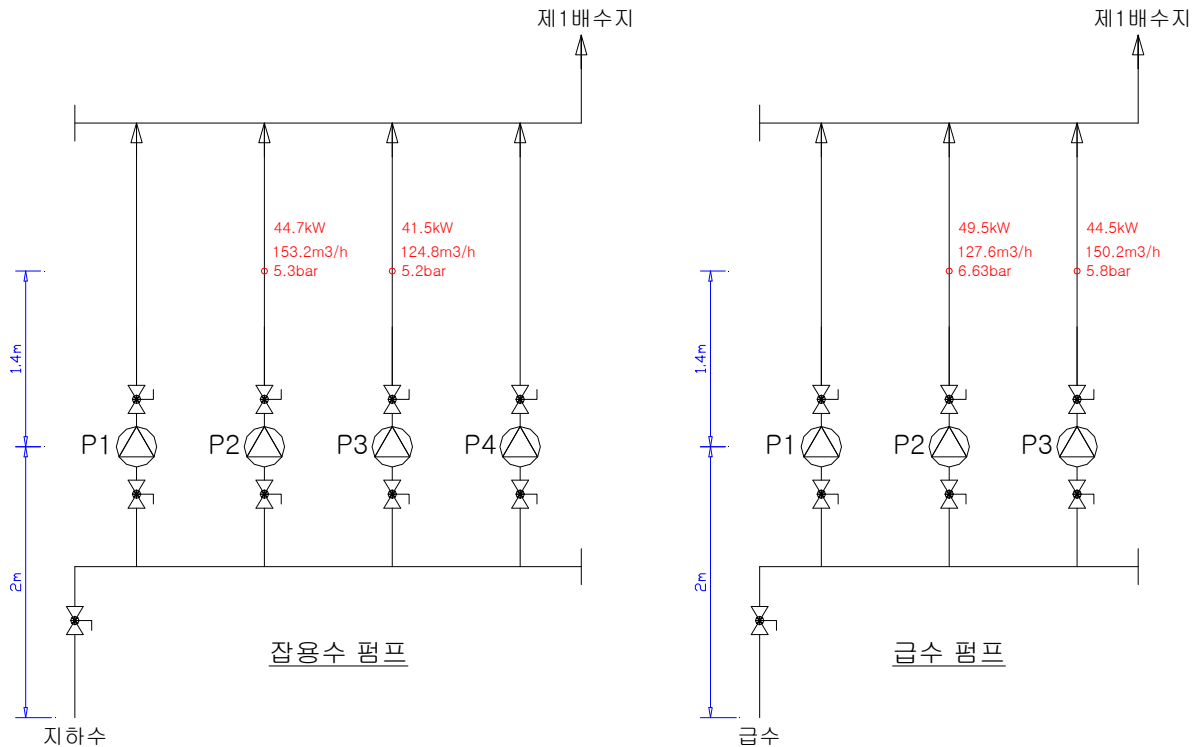 제1배수지
제1배수지
44.7kW
153.2m3/h
5.3bar
41.5kW
124.8m3/h
5.2bar
49.5kW
127.6m3/h
6.63bar
44.5kW
150.2m3/h
5.8bar
1.4m
1.4m
P1
P2
P3
P4
P1
P2
P3
2m
2m
잡용수 펌프
급수 펌프
지하수
급수